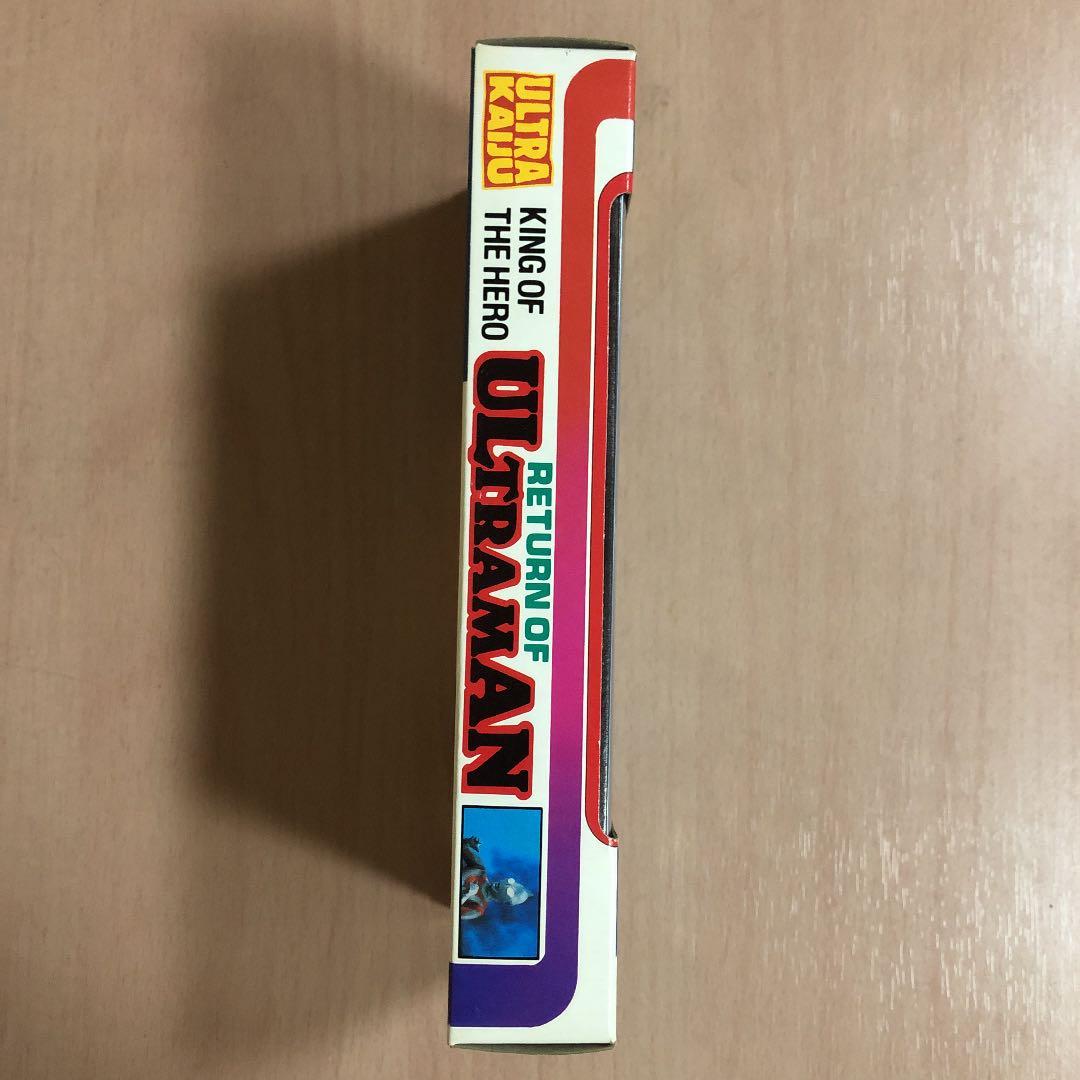 ULTRA
KAIJU
KING OF
THE HERO
RETURN OF
ULTRAMAN